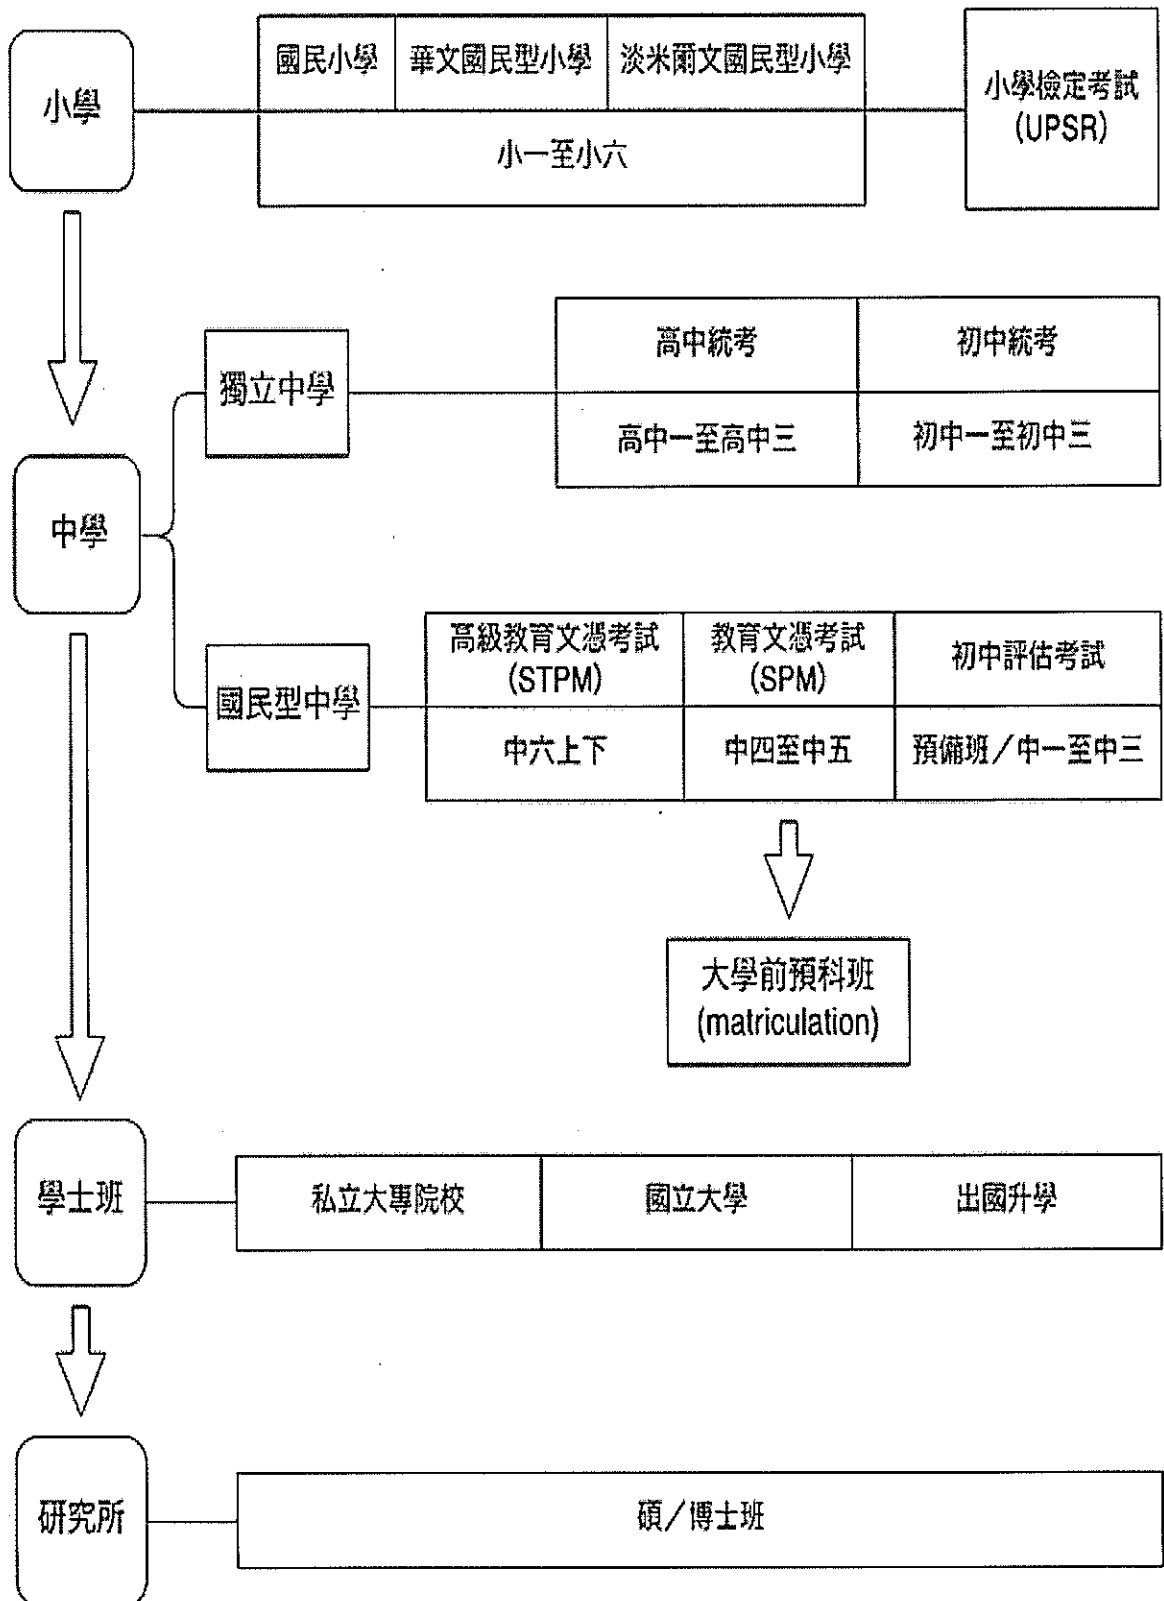 小學
國民小學
華文國民型小學
淡米爾文國民型小學
小一至小六
小學檢定考試
(UPSR)
中學
獨立中學
高中統考
初中統考
高中一至高中三
初中一至初中三
國民型中學
高級教育文憑考試
(STPM)
教育文憑考試
(SPM)
初中評估考試
中六上下
中四至中五
預備班／中一至中三
大學前預科班
(matriculation)
學士班
私立大專院校
國立大學
出國升學
研究所
碩／博士班